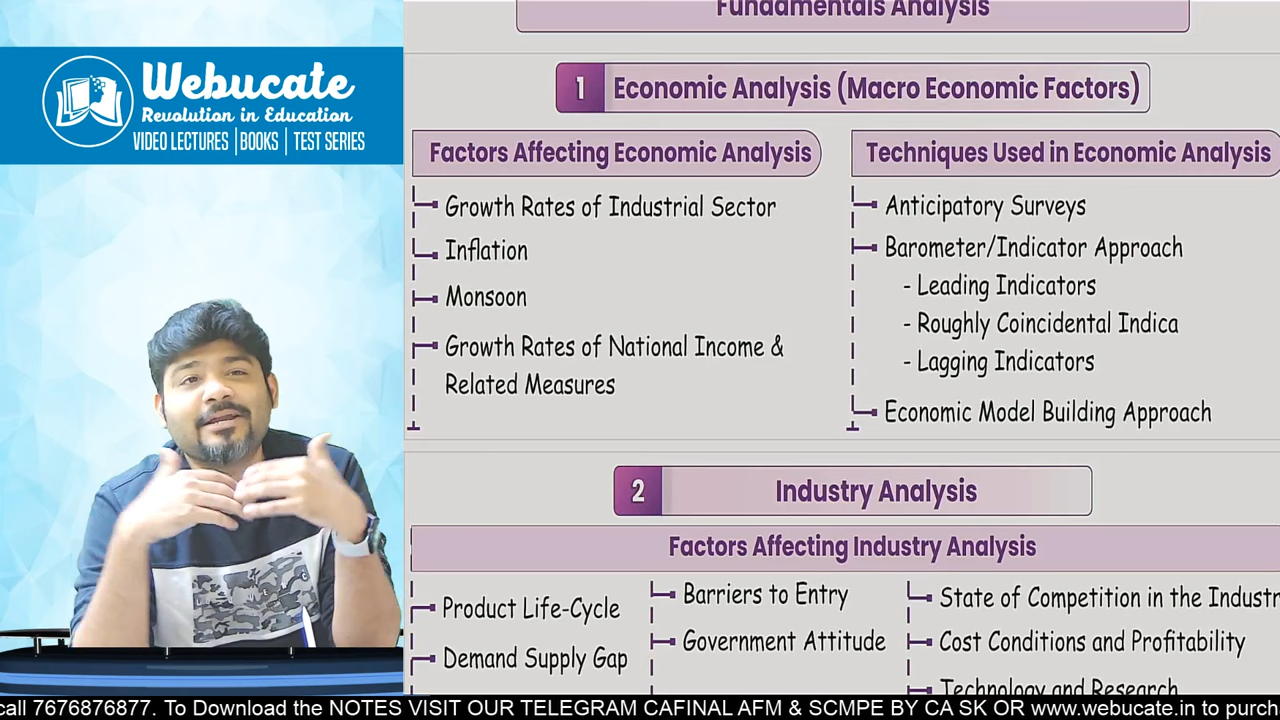 Webucate
Revolution in Education
VIDEO LECTURES | BOOKS | TEST SERIES
Fundamentals Analysis
1 Economic Analysis (Macro Economic Factors)
Factors Affecting Economic Analysis
Growth Rates of Industrial Sector
Inflation
Monsoon
Growth Rates of National Income &
Related Measures
Techniques Used in Economic Analysis
Anticipatory Surveys
Barometer/Indicator Approach
- Leading Indicators
- Roughly Coincidental Indica
- Lagging Indicators
Economic Model Building Approach
2 Industry Analysis
Factors Affecting Industry Analysis
Product Life-Cycle
Demand Supply Gap
Barriers to Entry
Government Attitude
State of Competition in the Industr
Cost Conditions and Profitability
Technology and Research
call 7676876877. To Download the NOTES VISIT OUR TELEGRAM CAFINAL AFM & SCMPE BY CA SK OR www.webucate.in to purch